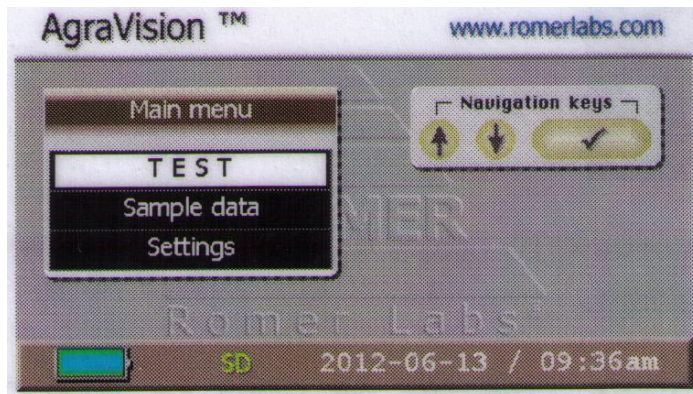 AgraVision ™
www.romerlabs.com
Main menu
Navigation keys
TEST
Sample data
Settings
ROMER
Romer Labs®
SD
2012-06-13 / 09:36am